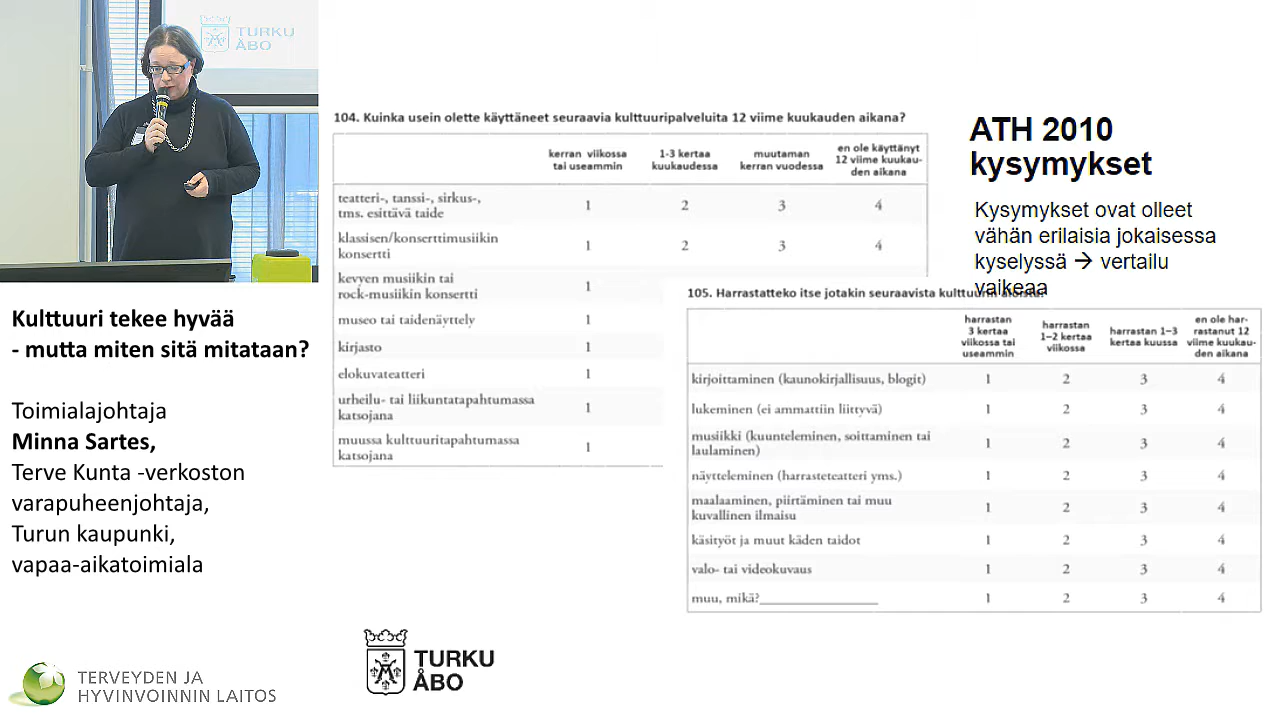 TURKU
ÅBO
Kulttuuri tekee hyvää
- mutta miten sitä mitataan?
Toimialajohtaja
Minna Sartes,
Terve Kunta -verkoston
varapuheenjohtaja,
Turun kaupunki,
vapaa-aikatoimiala
TERVEYDEN JA
HYVINVOINNIN LAITOS
104. Kuinka usein olette käyttäneet seuraavia kulttuuripalveluita 12 viime kuukauden aikana?
kerran viikossa
tai useammin
1-3 kertaa
kuukaudessa
muutaman
kerran vuodessa
en ole käyttänyt
12 viime kuukau-
den aikana
teatteri-, tanssi-, sirkus-,
tms. esittävä taide
1 2 3 4
klassisen/konserttimusiikin
konsertti
1 2 3 4
kevyen musiikin tai
rock-musiikin konsertti
1
museo tai taidenäyttely 1
kirjasto 1
elokuvateatteri 1
urheilu- tai liikuntatapahtumassa
katsojana
1
muussa kulttuuritapahtumassa
katsojana
1
ATH 2010
kysymykset
Kysymykset ovat olleet
vähän erilaisia jokaisessa
kyselyssä → vertailu
vaikeaa
105. Harrastatteko itse jotakin seuraavista kulttuurin aloista?
harrastan
3 kertaa
viikossa tai
useammin
harrastan
1–2 kertaa
viikossa
harrastan 1–3
kertaa kuussa
en ole har-
rastanut 12
viime kuukau-
den aikana
kirjoittaminen (kaunokirjallisuus, blogit) 1 2 3 4
lukeminen (ei ammattiin liittyvä) 1 2 3 4
musiikki (kuunteleminen, soittaminen tai
laulaminen)
1 2 3 4
näytteleminen (harrasteteatteri yms.) 1 2 3 4
maalaaminen, piirtäminen tai muu
kuvallinen ilmaisu
1 2 3 4
käsityöt ja muut käden taidot 1 2 3 4
valo- tai videokuvaus 1 2 3 4
muu, mikä?____________________ 1 2 3 4
TURKU
ÅBO